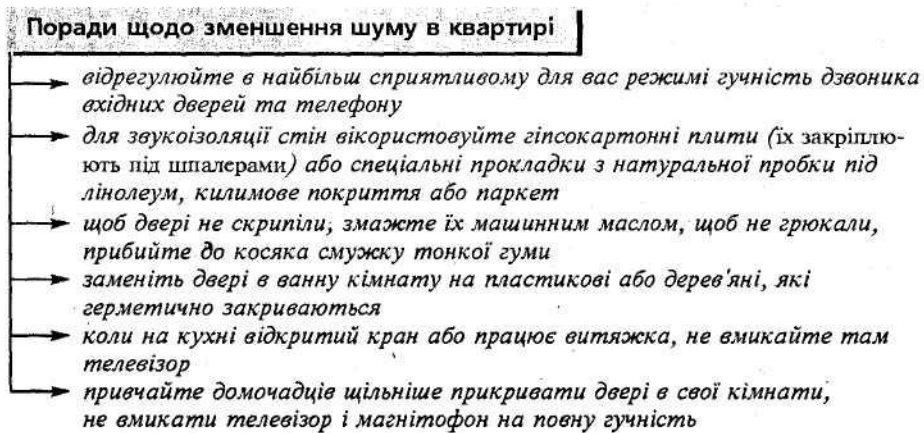 Поради щодо зменшення шуму в квартирі
відрегулюйте в найбільш сприятливому для вас режимі гучність дзвоника
вхідних дверей та телефону
для звукоізоляції стін вікористовуйте гіпсокартонні плити (їх закріплю-
ють під шпалерами) або спеціальні прокладки з натуральної пробки під
лінолеум, килимове покриття або паркет
щоб двері не скрипіли, змажте їх машинним маслом, щоб не грюкали,
прибийте до косяка смужку тонкої гуми
заменіть двері в ванну кімнату на пластикові або дерев'яні, які
герметично закриваються
коли на кухні відкритий кран або працює витяжка, не вмикайте там
телевізор
привчайте домочадців щільніше прикривати двері в свої кімнати,
не вмикати телевізор і магнітофон на повну гучність